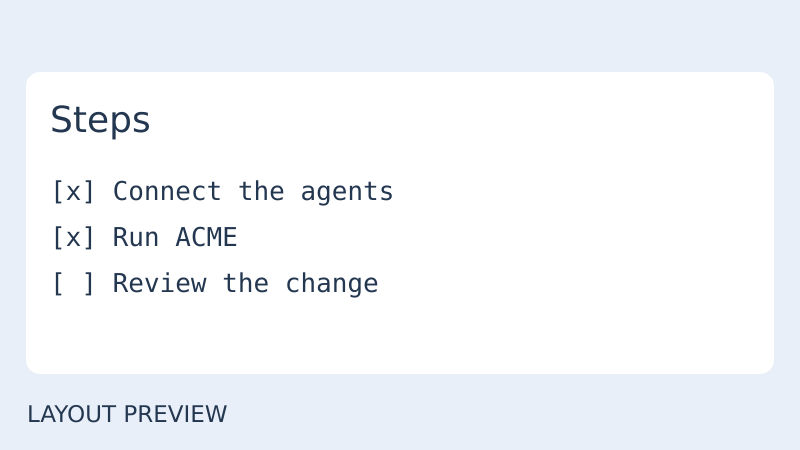 Steps
[x] Connect the agents
[x] Run ACME
[ ] Review the change
LAYOUT PREVIEW